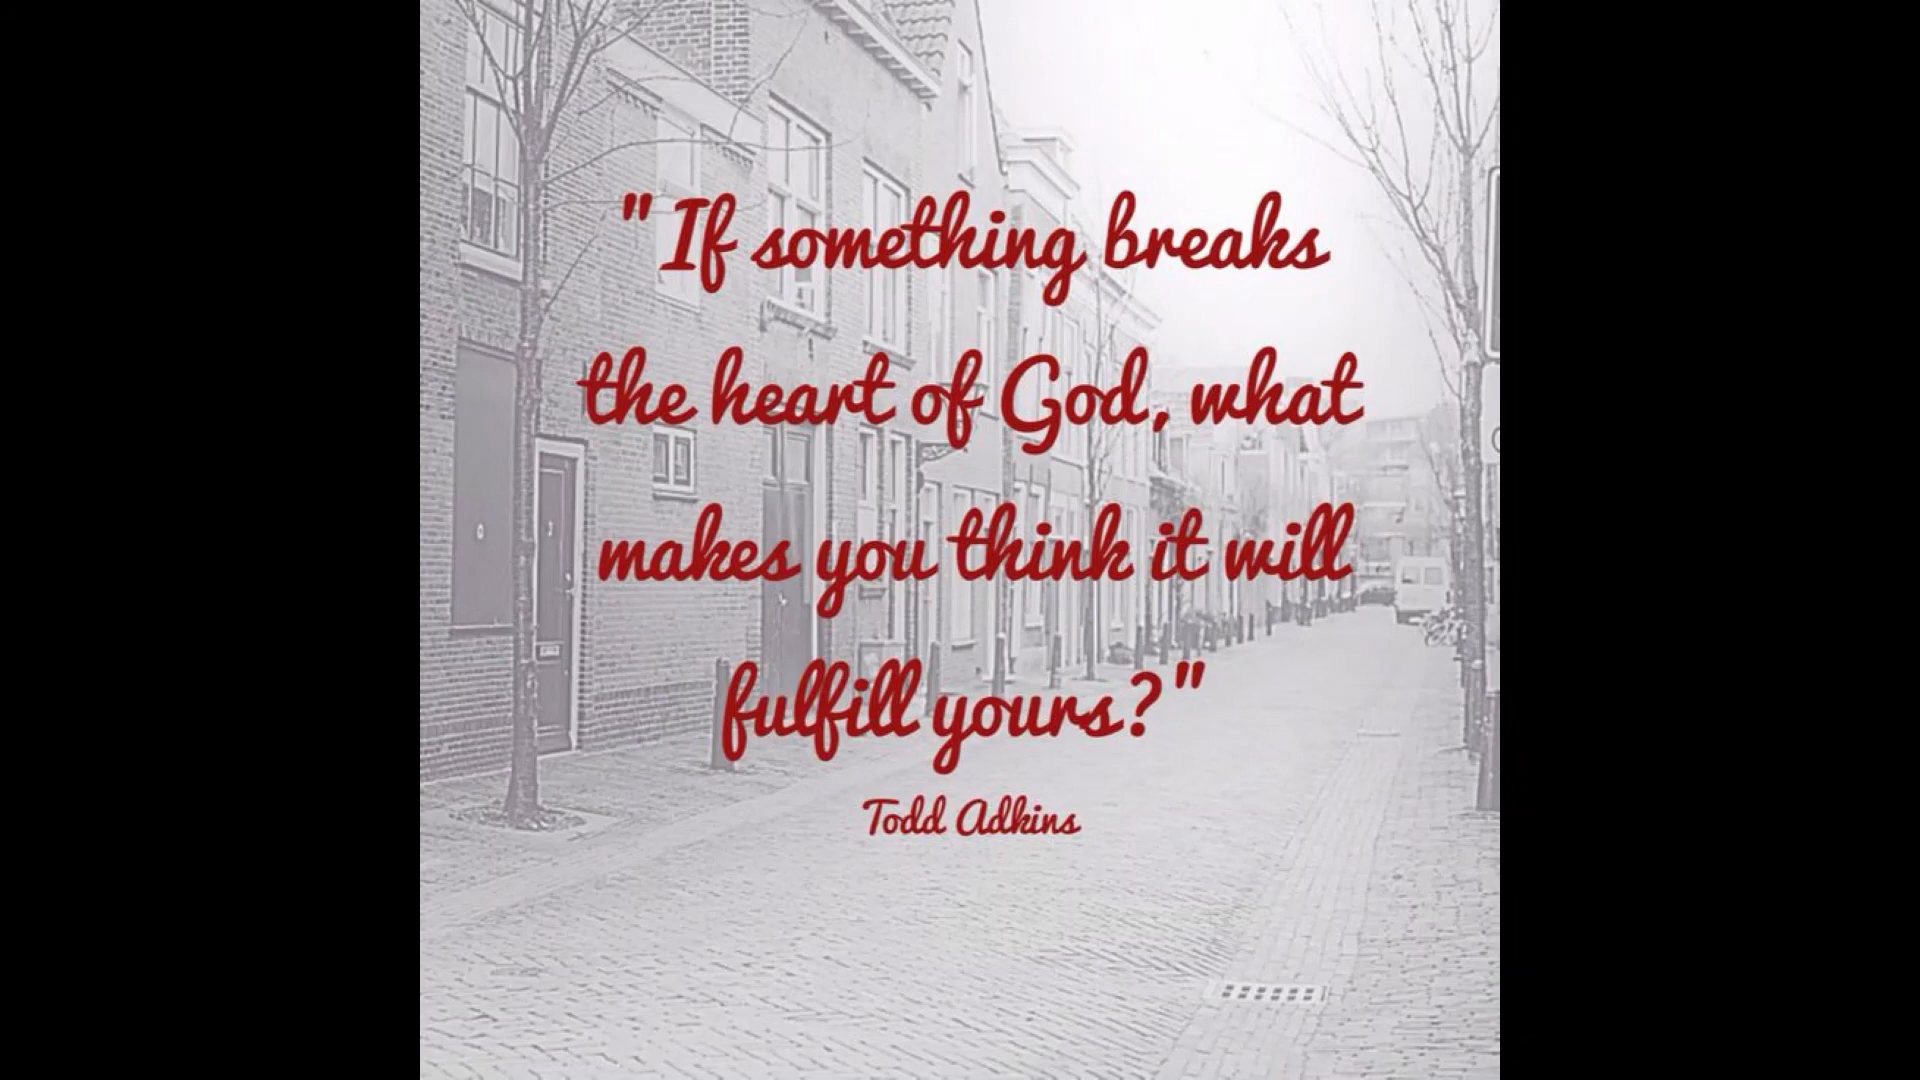 "If something breaks
the heart of God, what
makes you think it will
fulfill yours?"
Todd Adkins